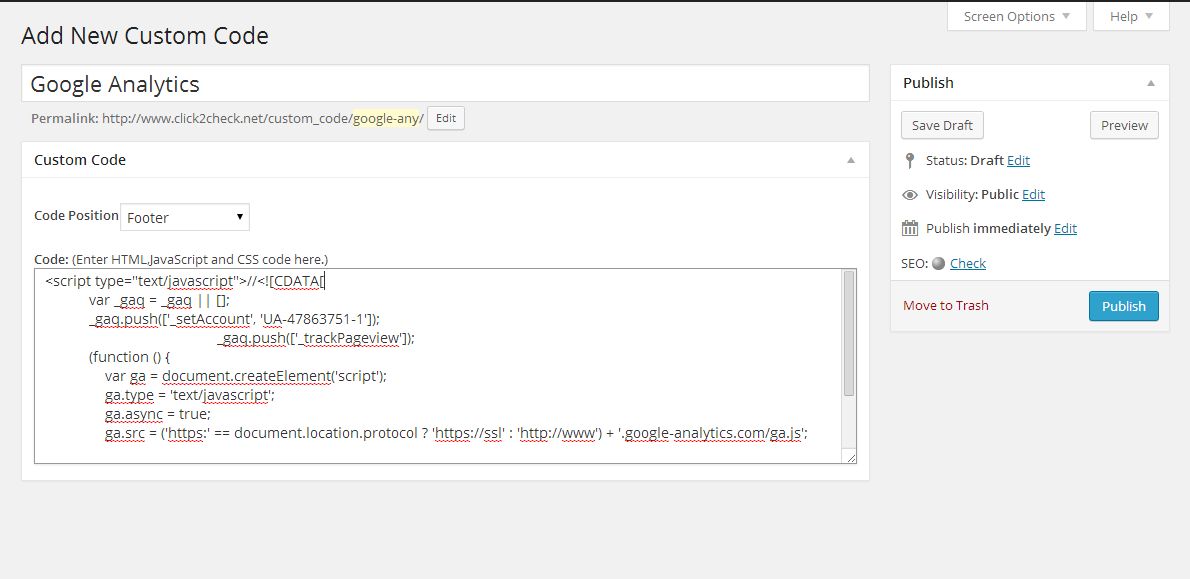 Screen Options
Help
Add New Custom Code
Google Analytics
Permalink: http://www.click2check.net/custom_code/google-any/ Edit
Custom Code
Code Position Footer
Code: (Enter HTML,JavaScript and CSS code here.)
<script type="text/javascript">//<![CDATA[
var _gaq = _gaq || [];
_gaq.push(['_setAccount', 'UA-47863751-1']);
_gaq.push(['_trackPageview']);
(function () {
var ga = document.createElement('script');
ga.type = 'text/javascript';
ga.async = true;
ga.src = ('https:' == document.location.protocol ? 'https://ssl' : 'http://www') + '.google-analytics.com/ga.js';
Publish
Save Draft
Preview
Status: Draft Edit
Visibility: Public Edit
Publish immediately Edit
SEO: Check
Move to Trash
Publish